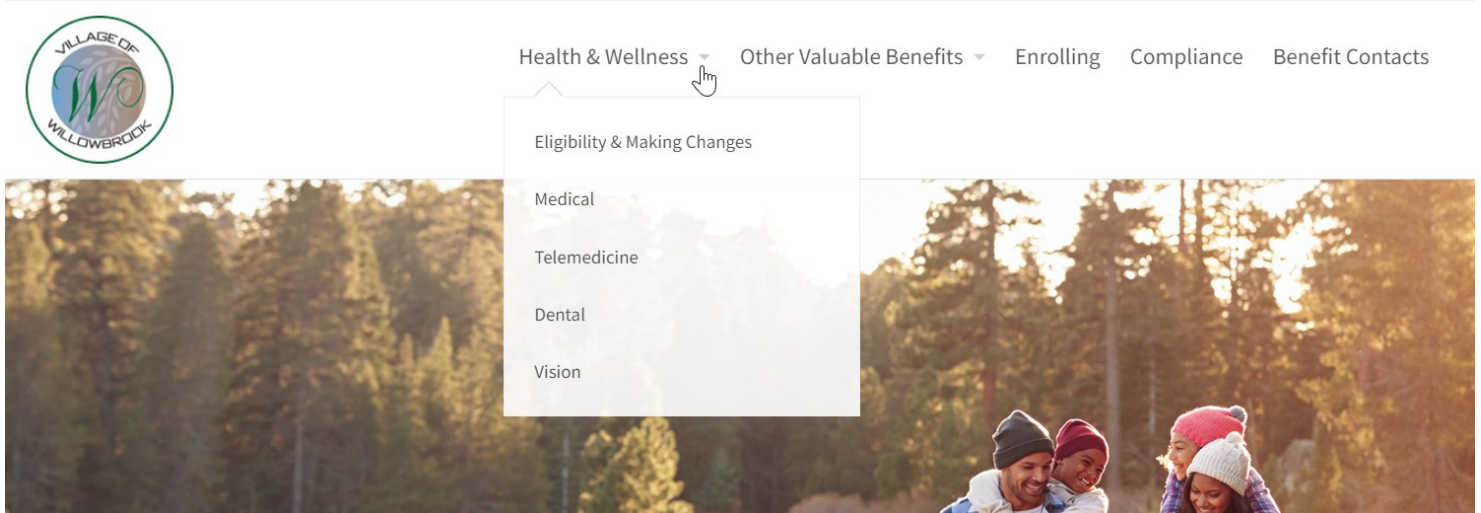 VILLAGE OF
WILLOWBROOK
W
Health & Wellness
Other Valuable Benefits
Enrolling
Compliance
Benefit Contacts
Eligibility & Making Changes
Medical
Telemedicine
Dental
Vision